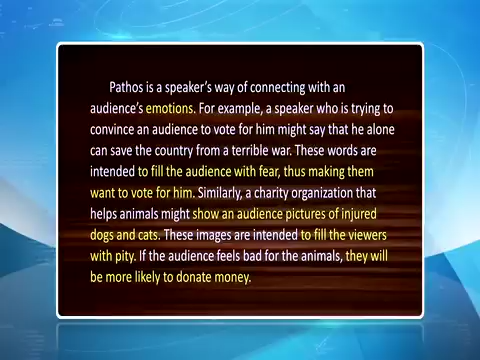 Pathos is a speaker’s way of connecting with an
audience’s emotions. For example, a speaker who is trying to
convince an audience to vote for him might say that he alone
can save the country from a terrible war. These words are
intended to fill the audience with fear, thus making them
want to vote for him. Similarly, a charity organization that
helps animals might show an audience pictures of injured
dogs and cats. These images are intended to fill the viewers
with pity. If the audience feels bad for the animals, they will
be more likely to donate money.